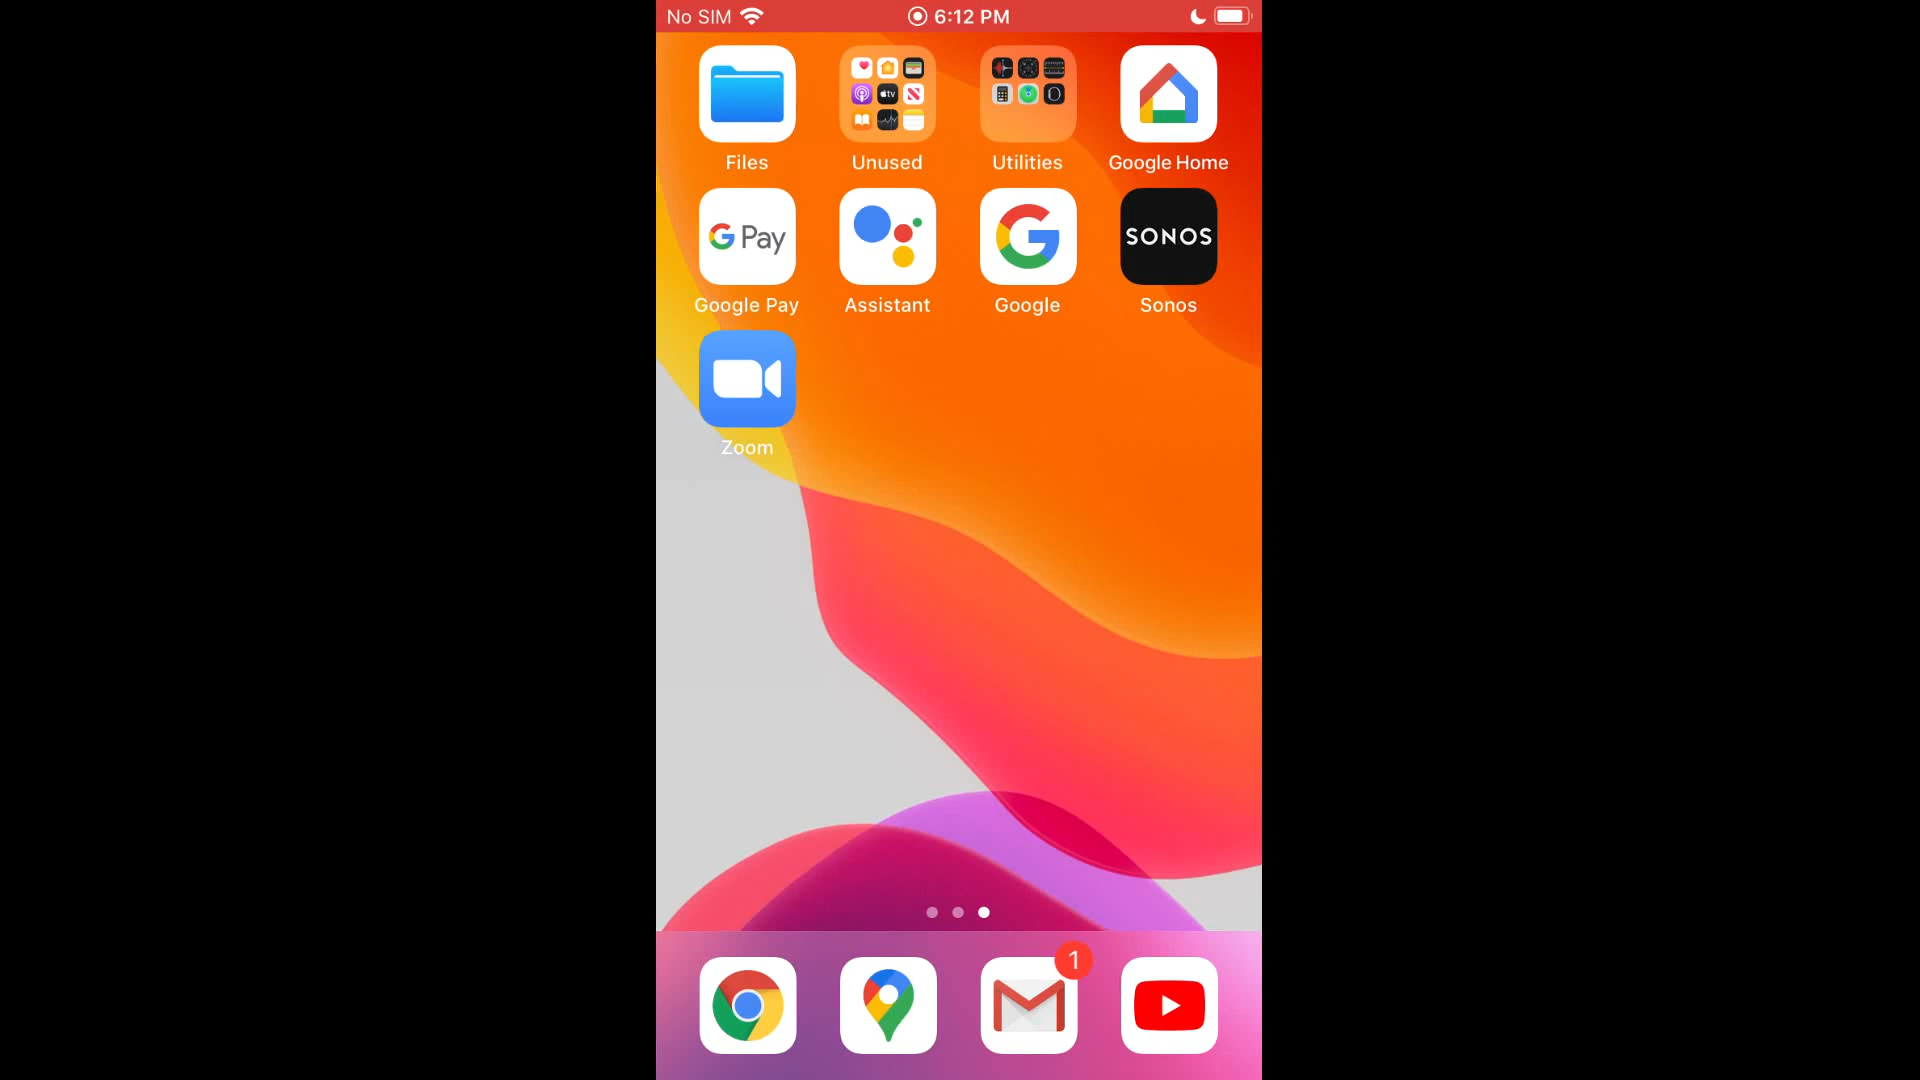 No SIM 6:12 PM
Files Unused Utilities Google Home
G Pay SONOS
Google Pay Assistant Google Sonos
Zoom
1